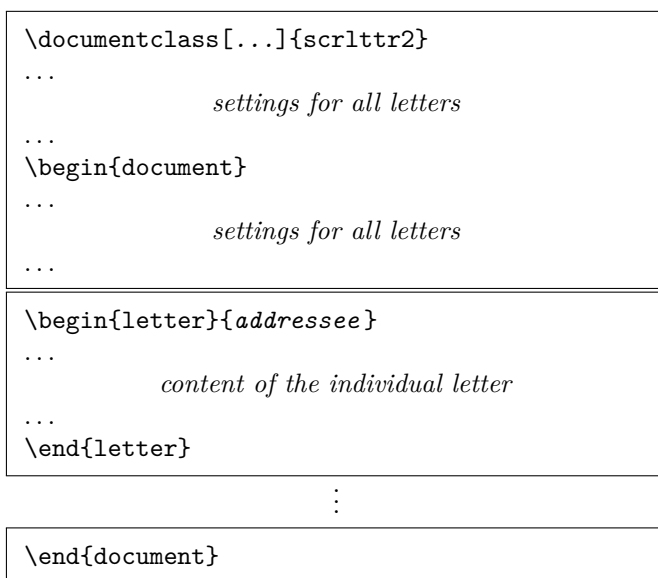 \documentclass[...]{scrlttr2}
...
settings for all letters
...
\begin{document}
...
settings for all letters
...
\begin{letter}{addressee}
...
content of the individual letter
...
\end{letter}
⋮
\end{document}